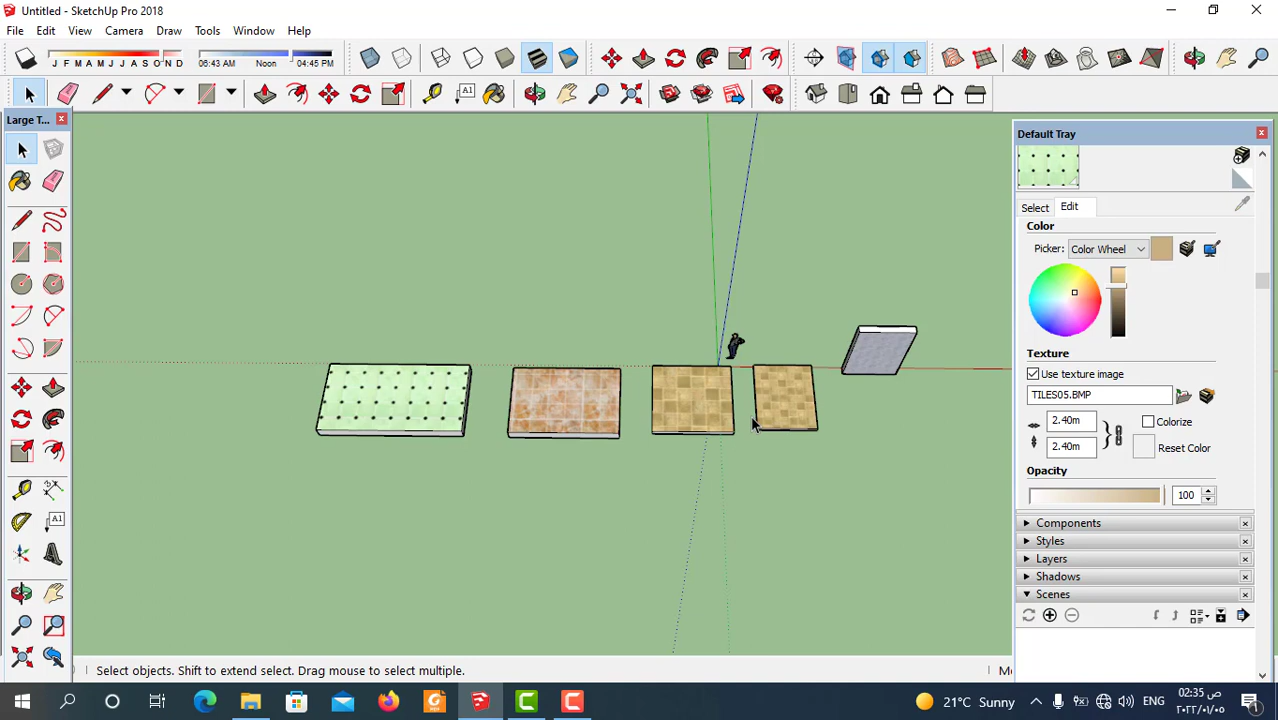 Untitled - SketchUp Pro 2018
File Edit View Camera Draw Tools Window Help
J F M A M J J A S O N D
06:43 AM Noon 04:45 PM
Large T...
Default Tray
Select Edit
Color
Picker: Color Wheel
Texture
Use texture image
TILES05.BMP
2.40m
Colorize
2.40m
Reset Color
Opacity
100
Components
Styles
Layers
Shadows
Scenes
Select objects. Shift to extend select. Drag mouse to select multiple.
21°C Sunny
ENG
02:35 ص
٢٠٢٢/٠١/٠٥